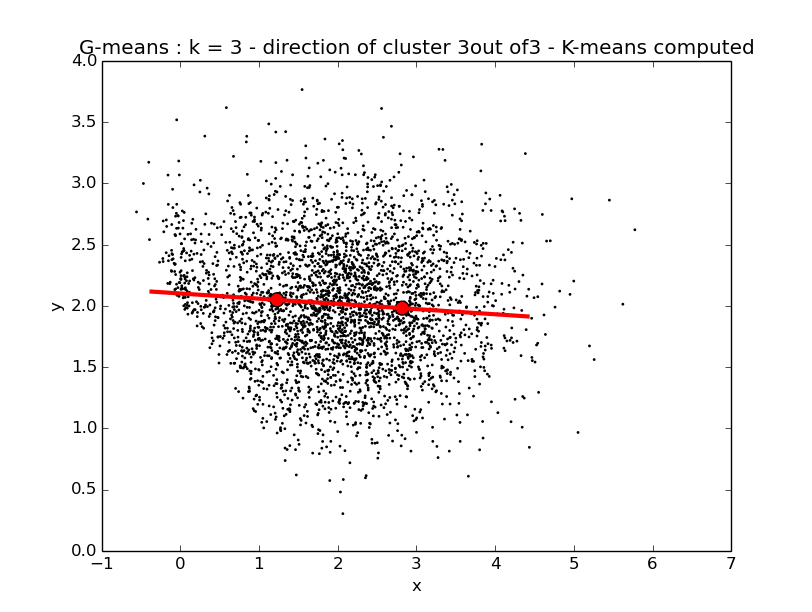 G-means : k = 3 - direction of cluster 3out of3 - K-means computed
4.0
3.5
3.0
2.5
y
2.0
1.5
1.0
0.5
0.0
−1 0 1 2 3 4 5 6 7
x